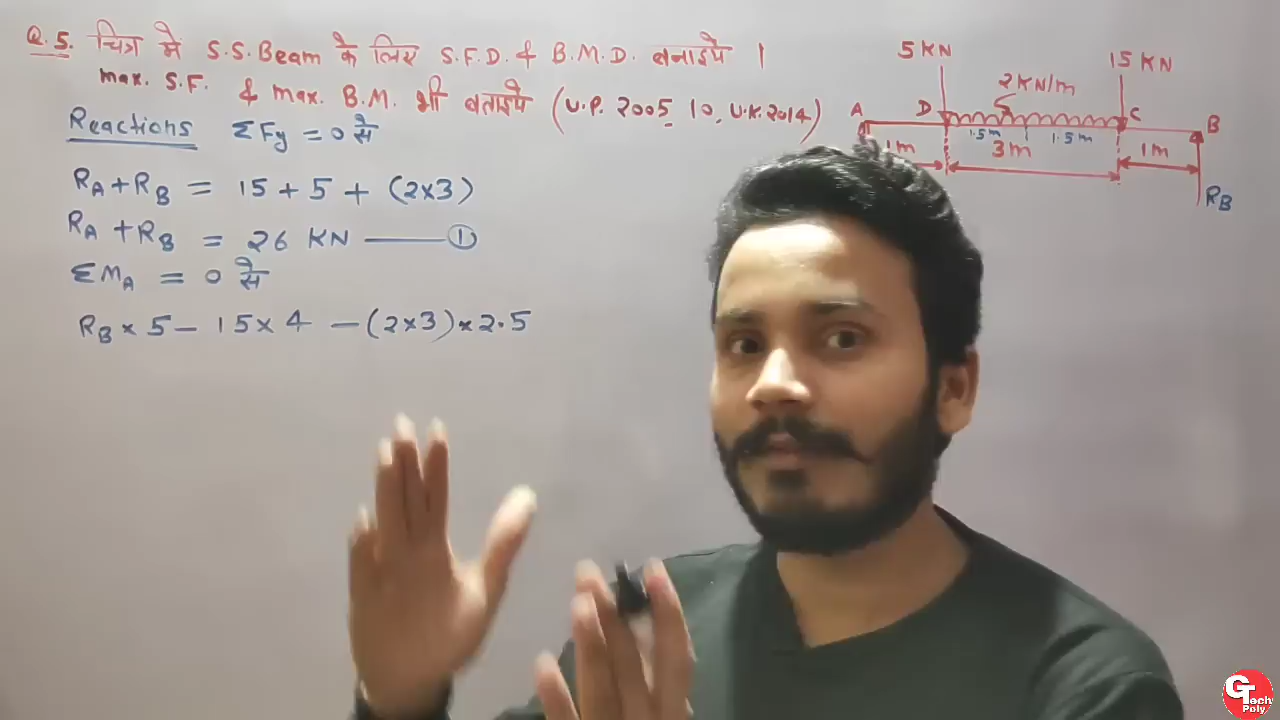 Q.5. चित्र मे S.S.Beam के लिए S.F.D. & B.M.D. बनाइये ।
max. S.F. & max. B.M. भी बताइये (U.P. 2005, 10, U.K. 2014)
Reactions ΣFy = 0 से
RA + RB = 15 + 5 + (2×3)
RA + RB = 26 KN —— ①
ΣMA = 0 से
RB × 5 – 15 × 4 – (2×3) × 2.5
5 KN
15 KN
2 KN/m
A
D
C
B
1.5m
1.5m
1m
3m
1m
RB
GTech
Poly